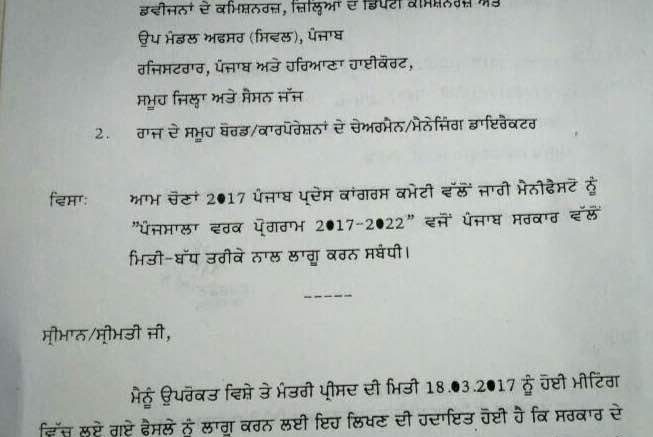 ਡਵੀਜਨਾਂ ਦੇ ਕਮਿਸ਼ਨਰਜ਼, ਜ਼ਿਲ੍ਹਿਆਂ ਦੇ ਡਿਪਟੀ ਕਮਿਸ਼ਨਰਜ਼ ਅਤੇ
ਉਪ ਮੰਡਲ ਅਫਸਰ (ਸਿਵਲ), ਪੰਜਾਬ
ਰਜਿਸਟਰਾਰ, ਪੰਜਾਬ ਅਤੇ ਹਰਿਆਣਾ ਹਾਈਕੋਰਟ,
ਸਮੂਹ ਜਿਲ੍ਹਾ ਅਤੇ ਸੈਸਨ ਜੱਜ
2. ਰਾਜ ਦੇ ਸਮੂਹ ਬੋਰਡ/ਕਾਰਪੋਰੇਸ਼ਨਾਂ ਦੇ ਚੇਅਰਮੈਨ/ਮੈਨੇਜਿੰਗ ਡਾਇਰੈਕਟਰ
ਵਿਸਾ: ਆਮ ਚੋਣਾਂ 2017 ਪੰਜਾਬ ਪ੍ਰਦੇਸ ਕਾਂਗਰਸ ਕਮੇਟੀ ਵੱਲੋਂ ਜਾਰੀ ਮੈਨੀਫੈਸਟੋ ਨੂੰ
"ਪੰਜਸਾਲਾ ਵਰਕ ਪ੍ਰੋਗਰਾਮ 2017-2022" ਵਜੋਂ ਪੰਜਾਬ ਸਰਕਾਰ ਵੱਲੋਂ
ਮਿਤੀ-ਬੱਧ ਤਰੀਕੇ ਨਾਲ ਲਾਗੂ ਕਰਨ ਸਬੰਧੀ।
-----
ਸ੍ਰੀਮਾਨ/ਸ੍ਰੀਮਤੀ ਜੀ,
ਮੈਨੂੰ ਉਪਰੋਕਤ ਵਿਸ਼ੇ ਤੇ ਮੰਤਰੀ ਪ੍ਰੀਸਦ ਦੀ ਮਿਤੀ 18.03.2017 ਨੂੰ ਹੋਈ ਮੀਟਿੰਗ
ਵਿੱਚ ਲਏ ਗਏ ਫੈਸਲੇ ਨੂੰ ਲਾਗੂ ਕਰਨ ਲਈ ਇਹ ਲਿਖਣ ਦੀ ਹਦਾਇਤ ਹੋਈ ਹੈ ਕਿ ਸਰਕਾਰ ਦੇ